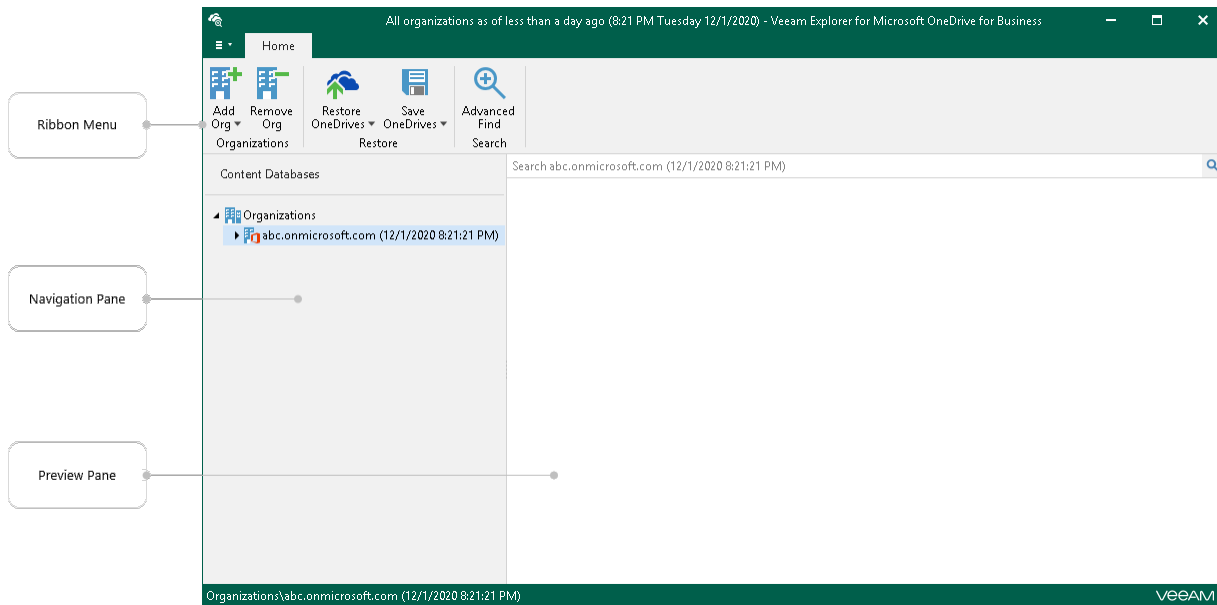 All organizations as of less than a day ago (8:21 PM Tuesday 12/1/2020) - Veeam Explorer for Microsoft OneDrive for Business
Home
Add Org
Remove Org
Restore OneDrives
Save OneDrives
Advanced Find
Organizations
Restore
Search
Ribbon Menu
Content Databases
Search abc.onmicrosoft.com (12/1/2020 8:21:21 PM)
Organizations
abc.onmicrosoft.com (12/1/2020 8:21:21 PM)
Navigation Pane
Preview Pane
Organizations\abc.onmicrosoft.com (12/1/2020 8:21:21 PM)
VEEAM